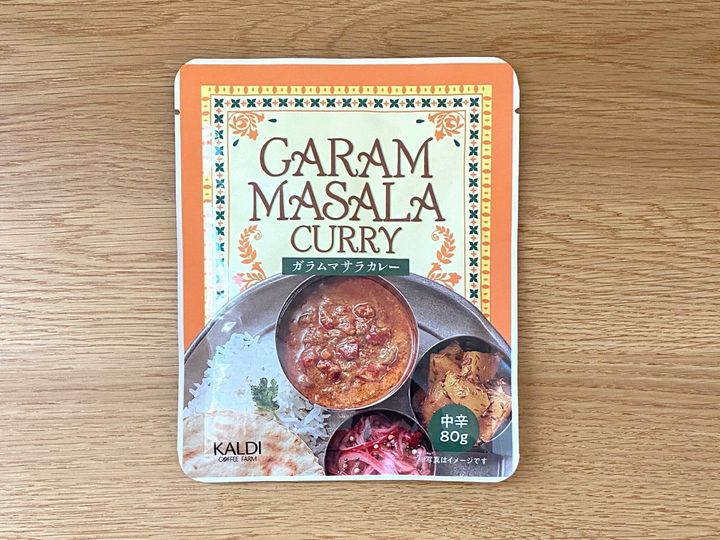 GARAM
MASALA
CURRY
ガラムマサラカレー
中辛
80g
KALDI
COFFEE FARM
写真はイメージです